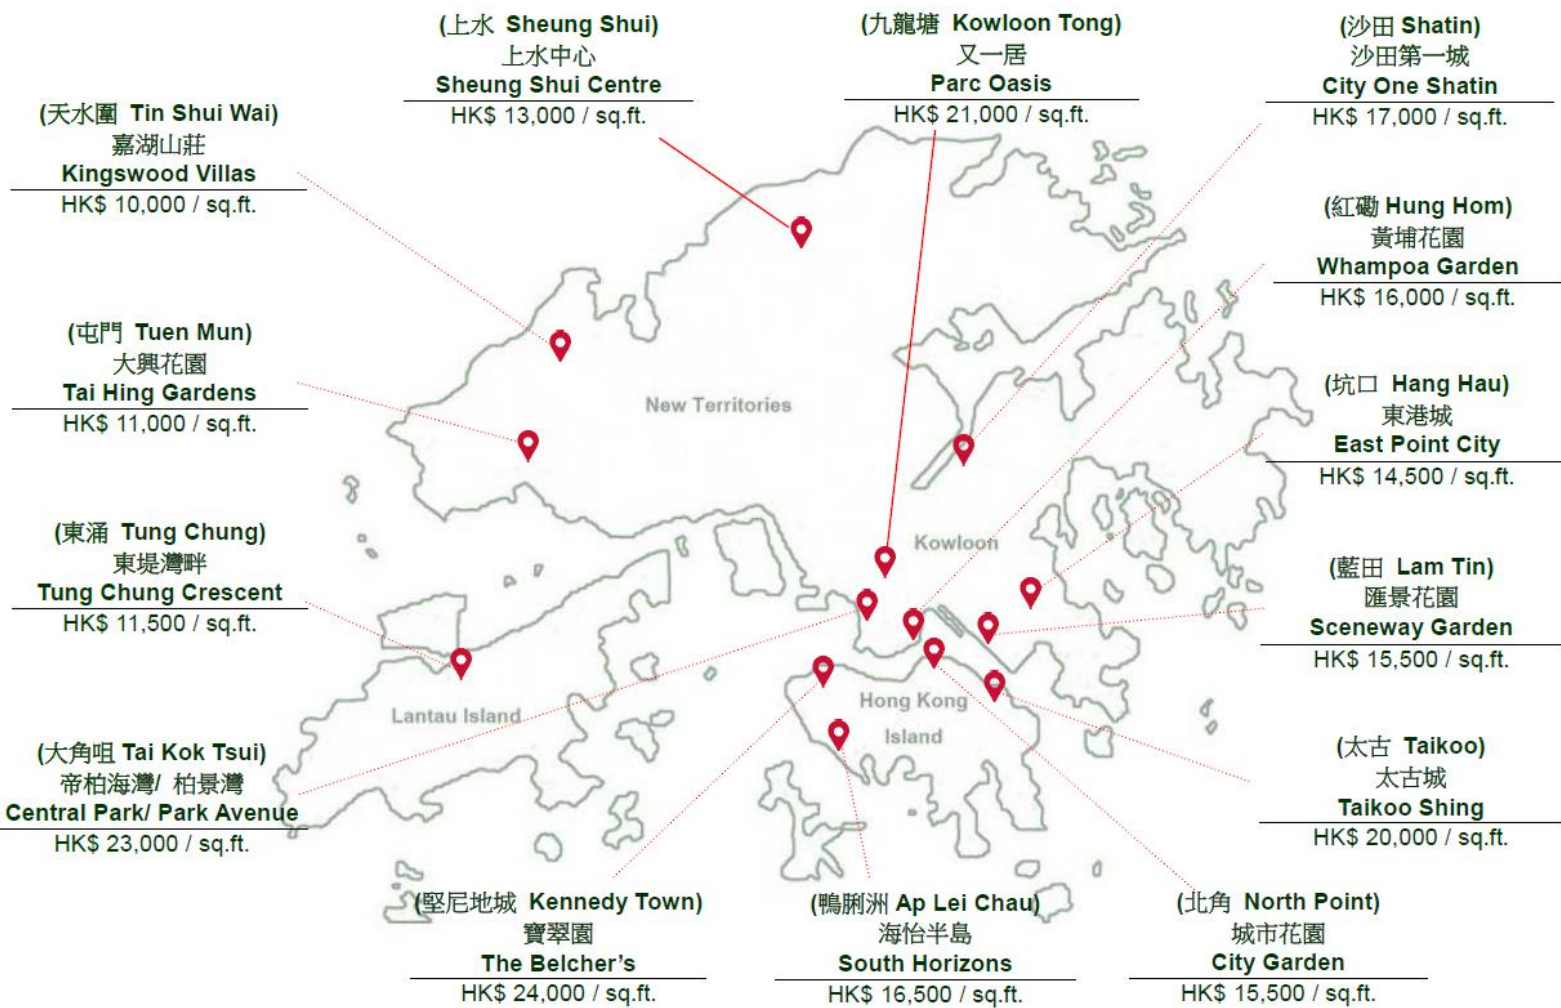 (上水 Sheung Shui)
上水中心
Sheung Shui Centre
HK$ 13,000 / sq.ft.
(九龍塘 Kowloon Tong)
又一居
Parc Oasis
HK$ 21,000 / sq.ft.
(沙田 Shatin)
沙田第一城
City One Shatin
HK$ 17,000 / sq.ft.
(天水圍 Tin Shui Wai)
嘉湖山莊
Kingswood Villas
HK$ 10,000 / sq.ft.
(紅磡 Hung Hom)
黃埔花園
Whampoa Garden
HK$ 16,000 / sq.ft.
(屯門 Tuen Mun)
大興花園
Tai Hing Gardens
HK$ 11,000 / sq.ft.
New Territories
(坑口 Hang Hau)
東港城
East Point City
HK$ 14,500 / sq.ft.
(東涌 Tung Chung)
東堤灣畔
Tung Chung Crescent
HK$ 11,500 / sq.ft.
Kowloon
(藍田 Lam Tin)
匯景花園
Sceneway Garden
HK$ 15,500 / sq.ft.
Lantau Island
Hong Kong
Island
(大角咀 Tai Kok Tsui)
帝柏海灣/ 柏景灣
Central Park/ Park Avenue
HK$ 23,000 / sq.ft.
(太古 Taikoo)
太古城
Taikoo Shing
HK$ 20,000 / sq.ft.
(堅尼地城 Kennedy Town)
寶翠園
The Belcher’s
HK$ 24,000 / sq.ft.
(鴨脷洲 Ap Lei Chau)
海怡半島
South Horizons
HK$ 16,500 / sq.ft.
(北角 North Point)
城市花園
City Garden
HK$ 15,500 / sq.ft.